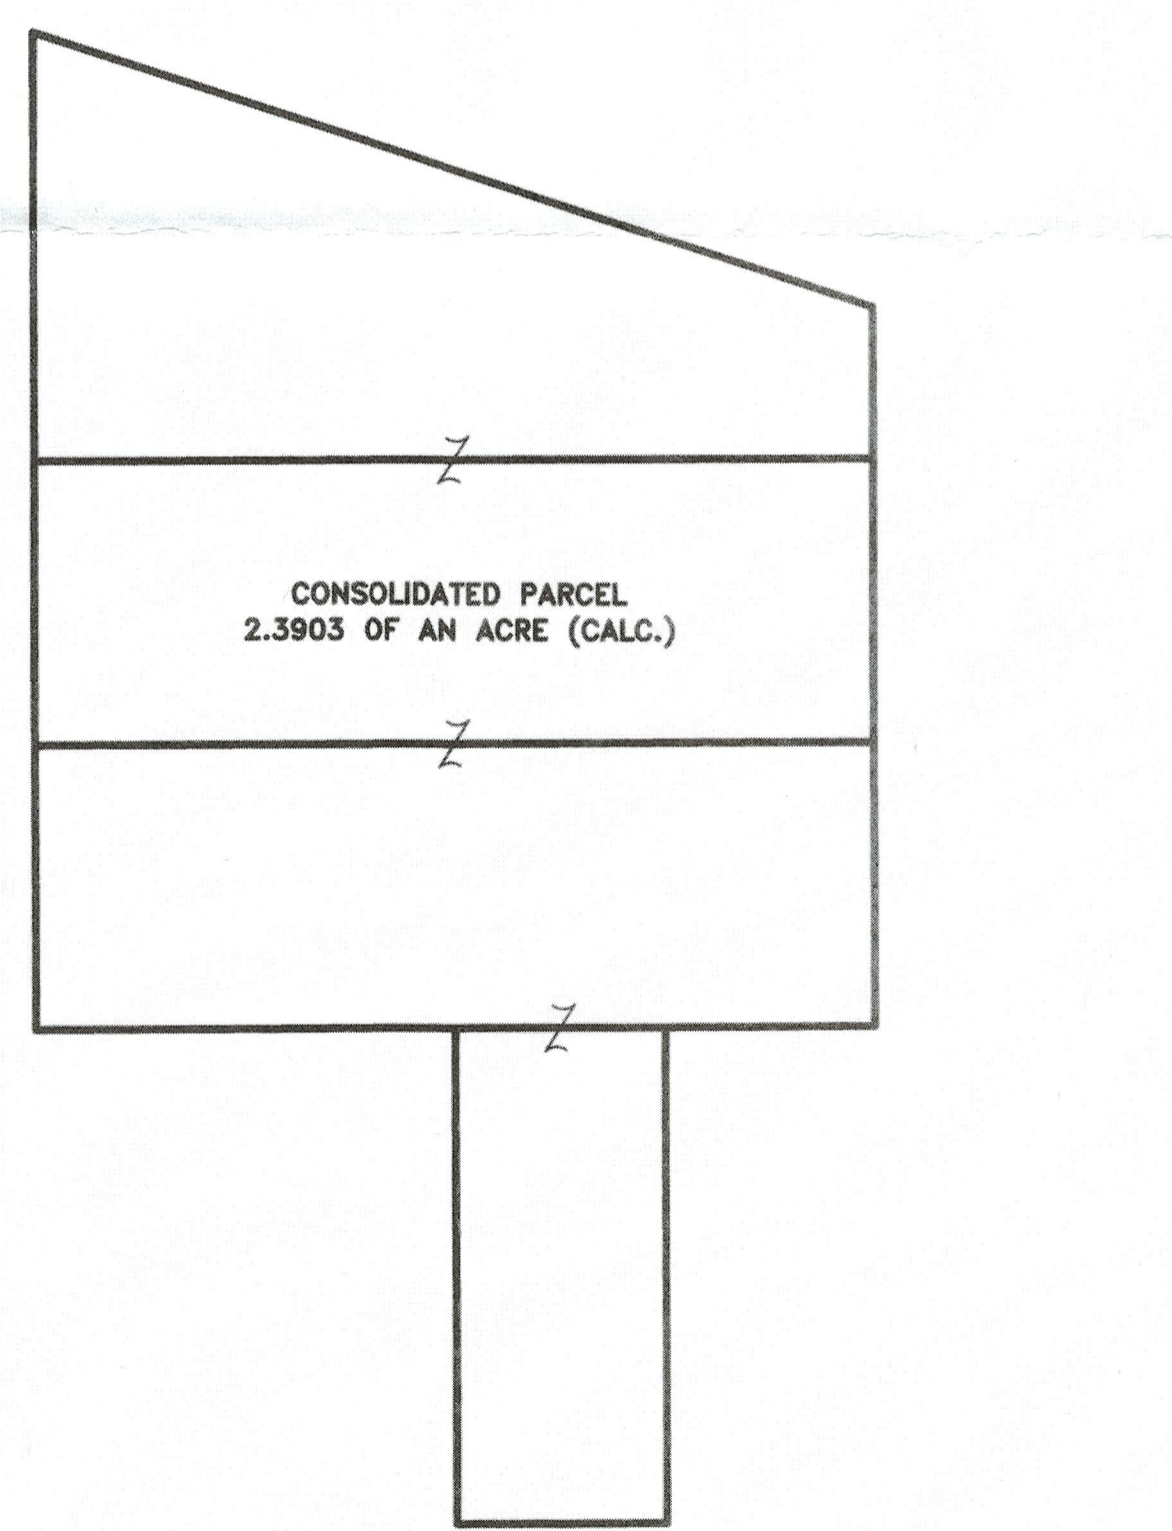 CONSOLIDATED PARCEL
2.3903 OF AN ACRE (CALC.)